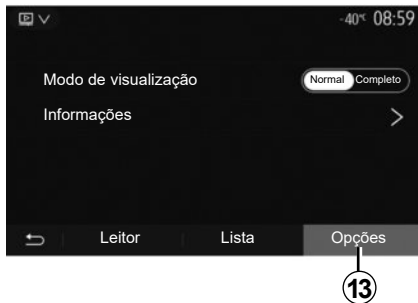 -40°C 08:59
Modo de visualização Normal Completo
Informações
Leitor Lista Opções
13